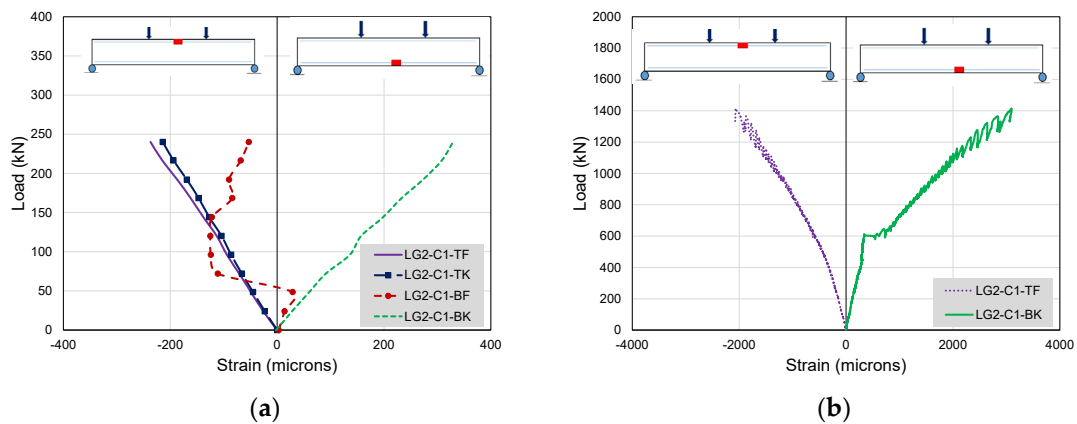 400
350
300
250
200
150
100
50
0
Load (kN)
-400
-200
0
200
400
Strain (microns)
LG2-C1-TF
LG2-C1-TK
LG2-C1-BF
LG2-C1-BK
(a)
2000
1800
1600
1400
1200
1000
800
600
400
200
0
Load (kN)
-4000
-2000
0
2000
4000
Strain (microns)
LG2-C1-TF
LG2-C1-BK
(b)